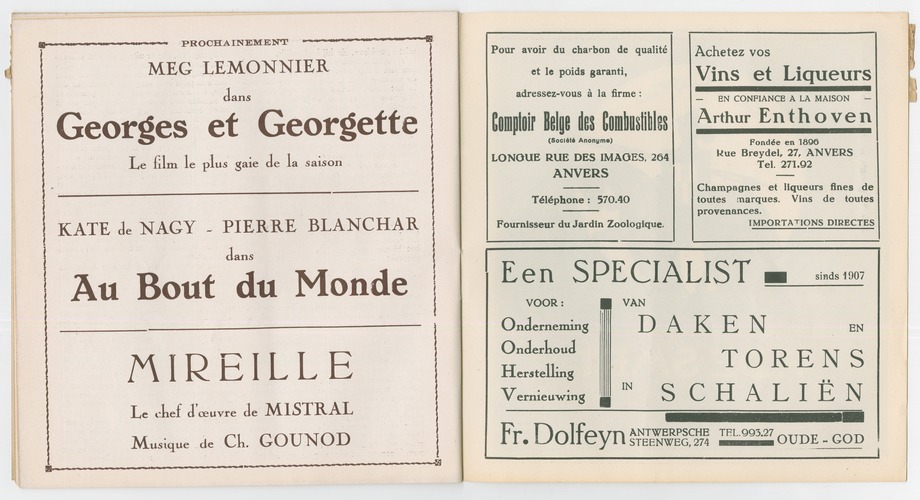 PROCHAINEMENT
MEG LEMONNIER
dans
Georges et Georgette
Le film le plus gaie de la saison
KATE de NAGY - PIERRE BLANCHAR
dans
Au Bout du Monde
MIREILLE
Le chef d'œuvre de MISTRAL
Musique de Ch. GOUNOD
Pour avoir du charbon de qualité
et le poids garanti,
adressez-vous à la firme :
Comptoir Belge des Combustibles
(Société Anonyme)
LONGUE RUE DES IMAGES, 264
ANVERS
Téléphone : 570.40
Fournisseur du Jardin Zoologique.
Achetez vos
Vins et Liqueurs
EN CONFIANCE A LA MAISON
Arthur Enthoven
Fondée en 1896
Rue Breydel, 27, ANVERS
Tel. 271.92
Champagnes et liqueurs fines de
toutes marques. Vins de toutes
provenances.
IMPORTATIONS DIRECTES
Een SPECIALIST sinds 1907
VOOR : VAN
Onderneming DAKEN EN
Onderhoud TORENS
Herstelling
Vernieuwing IN SCHALIËN
Fr. Dolfeyn ANTWERPSCHE STEENWEG, 274 TEL. 993.27 OUDE-GOD